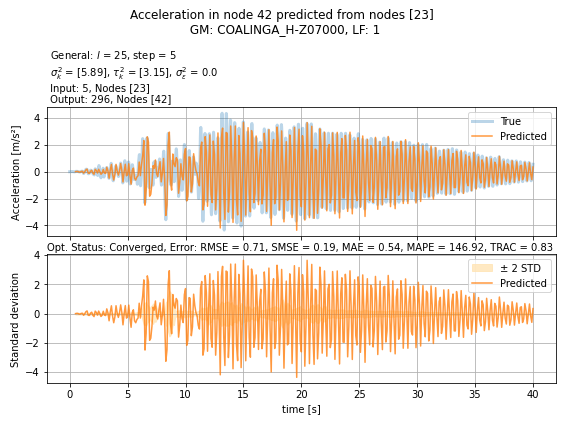 Acceleration in node 42 predicted from nodes [23]
GM: COALINGA_H-Z07000, LF: 1
General: l = 25, step = 5
σ²ₖ = [5.89], τ²ₖ = [3.15], σ²ε = 0.0
Input: 5, Nodes [23]
Output: 296, Nodes [42]
Acceleration [m/s²]
4
2
0
−2
−4
True
Predicted
Opt. Status: Converged, Error: RMSE = 0.71, SMSE = 0.19, MAE = 0.54, MAPE = 146.92, TRAC = 0.83
Standard deviation
4
2
0
−2
−4
± 2 STD
Predicted
0 5 10 15 20 25 30 35 40
time [s]